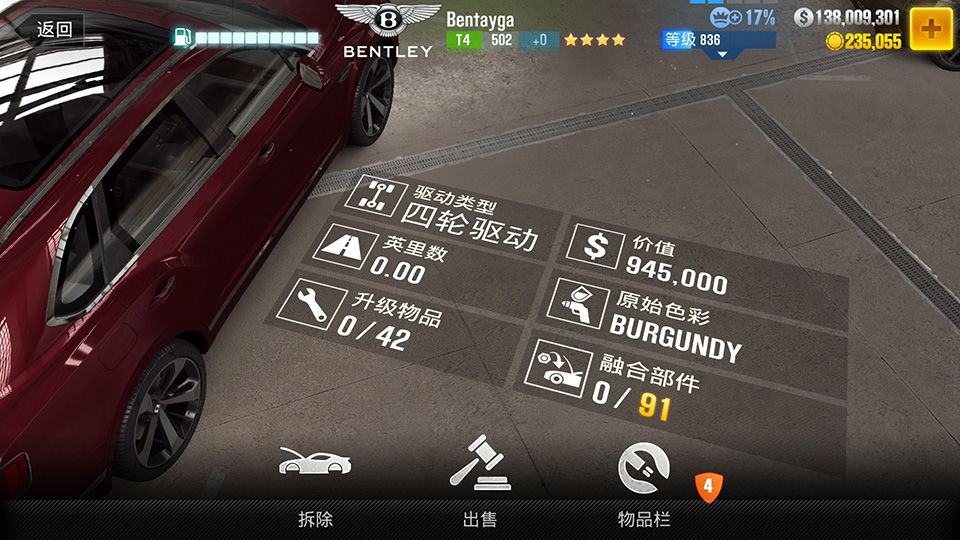 返回
B
BENTLEY
Bentayga
T4 502 +0
17%
等级 836
$ 138,009,301
235,055
驱动类型
四轮驱动
英里数
0.00
升级物品
0/42
$
价值
945,000
原始色彩
BURGUNDY
融合部件
0/91
4
拆除
出售
物品栏